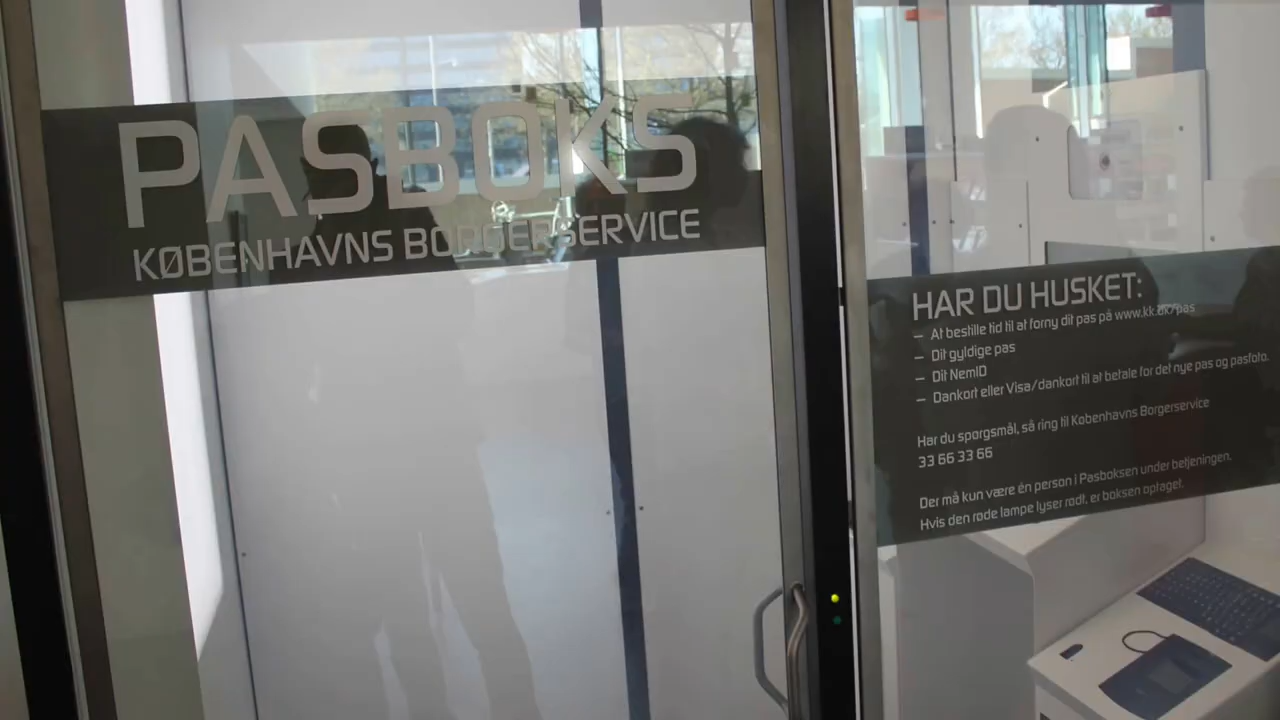 PASBOKS
KØBENHAVNS BORGERSERVICE
HAR DU HUSKET:
– At bestille tid til at forny dit pas på www.kk.dk/pas
– Dit gyldige pas
– Dit NemID
– Dankort eller Visa/dankort til at betale for det nye pas og pasfoto.
Har du spørgsmål, så ring til Københavns Borgerservice
33 66 33 66
Der må kun være én person i Pasboksen under betjeningen.
Hvis den røde lampe lyser rødt, er boksen optaget.